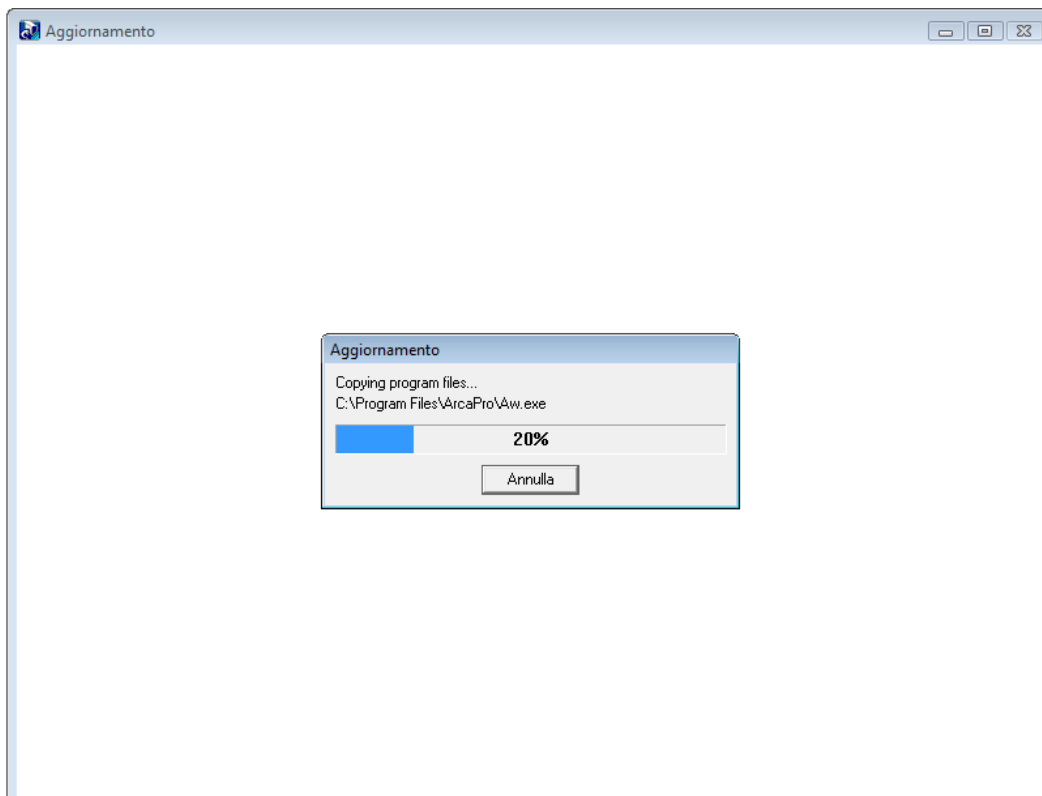 Aggiornamento
Aggiornamento
Copying program files...
C:\Program Files\ArcaPro\Aw.exe
20%
Annulla